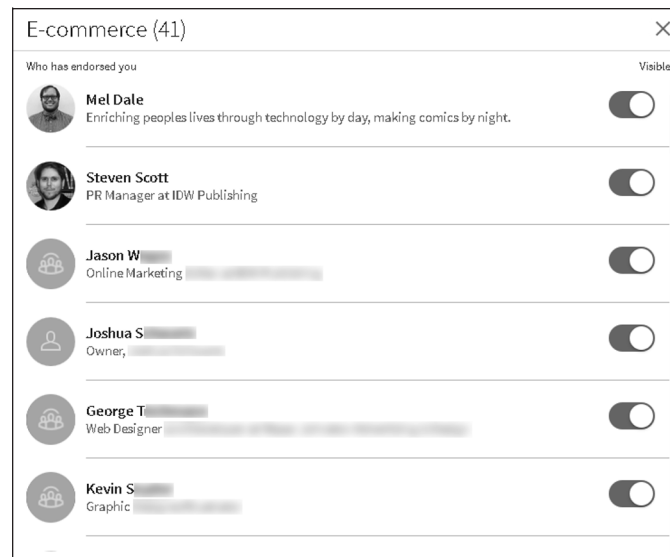 E-commerce (41)
Who has endorsed you
Visible
Mel Dale
Enriching peoples lives through technology by day, making comics by night.
Steven Scott
PR Manager at IDW Publishing
Jason W
Online Marketing
Joshua S
Owner,
George T
Web Designer
Kevin S
Graphic